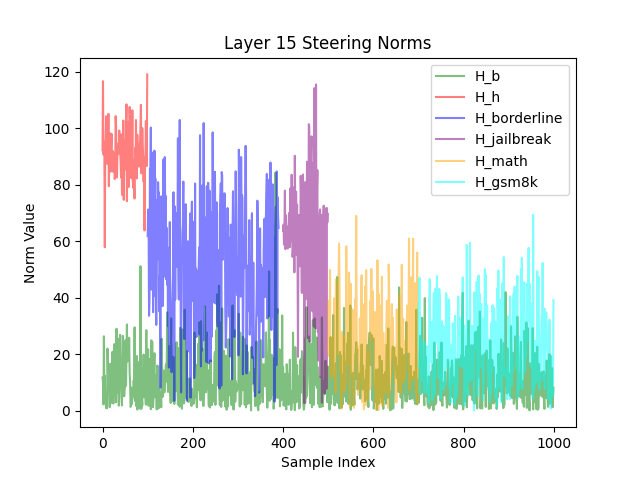 Layer 15 Steering Norms
H_b
H_h
H_borderline
H_jailbreak
H_math
H_gsm8k
120
100
80
60
40
20
0
Norm Value
0 200 400 600 800 1000
Sample Index